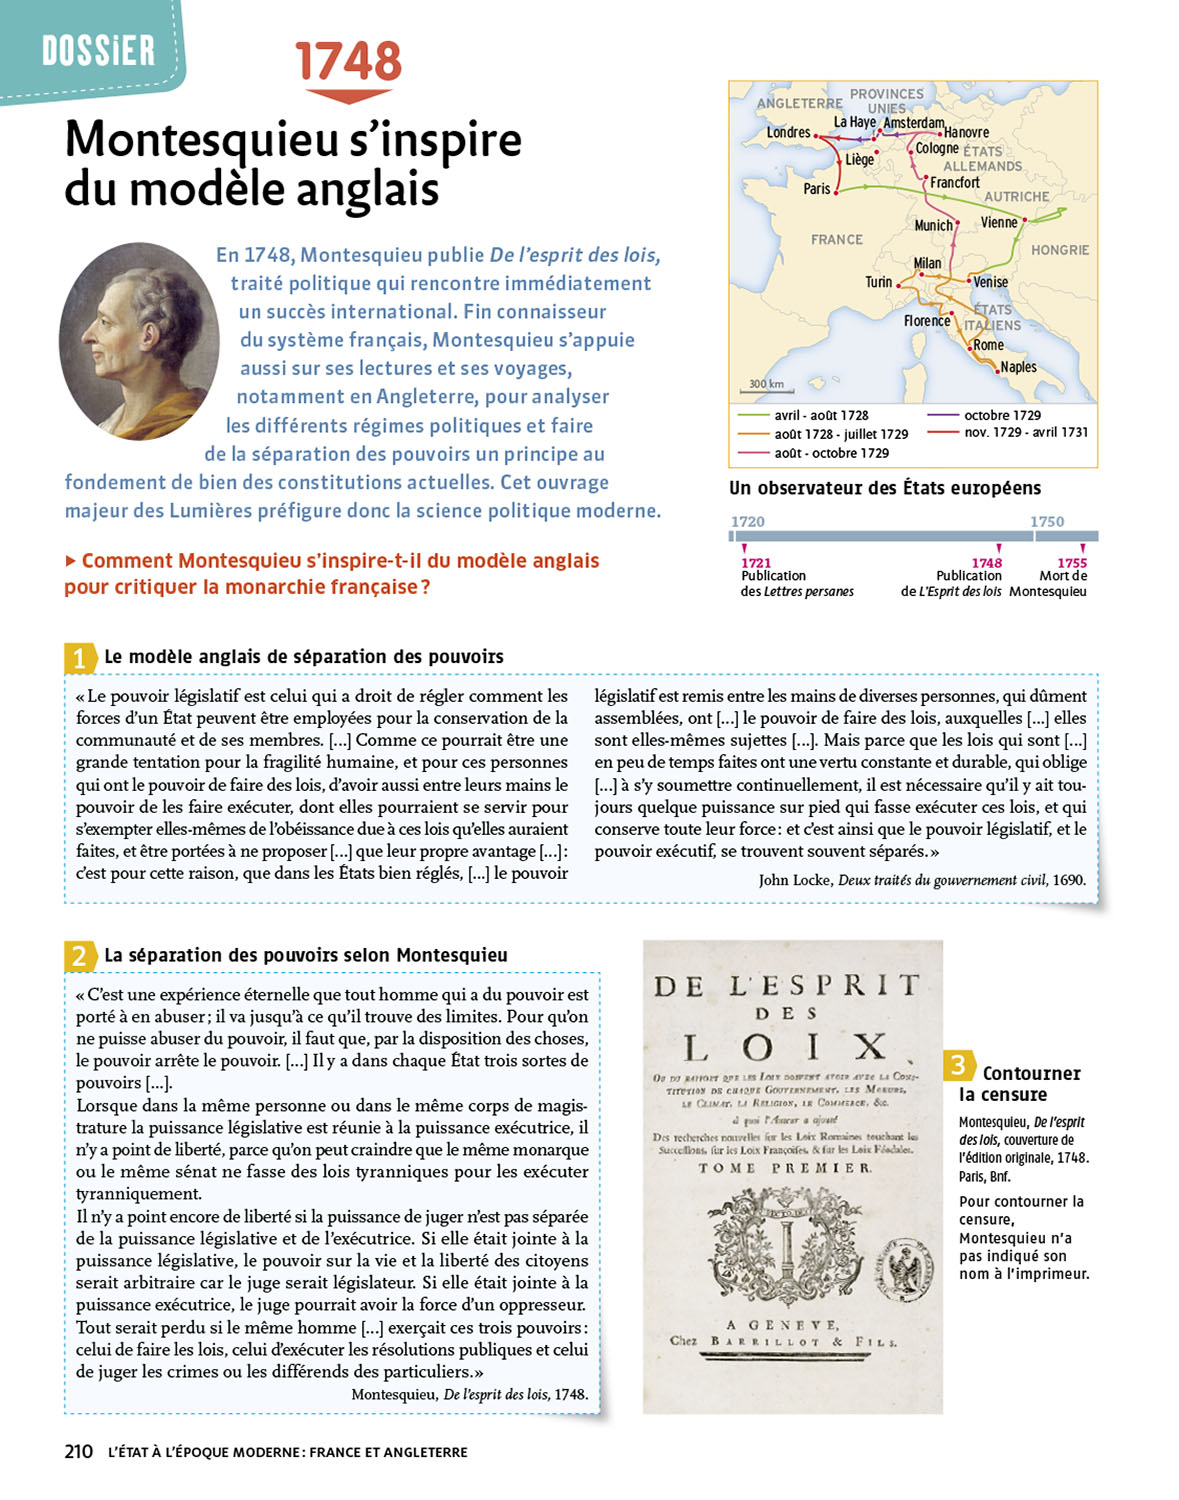 DOSSiER
1748
Montesquieu s’inspire
du modèle anglais
En 1748, Montesquieu publie De l’esprit des lois,
traité politique qui rencontre immédiatement
un succès international. Fin connaisseur
du système français, Montesquieu s’appuie
aussi sur ses lectures et ses voyages,
notamment en Angleterre, pour analyser
les différents régimes politiques et faire
de la séparation des pouvoirs un principe au
fondement de bien des constitutions actuelles. Cet ouvrage
majeur des Lumières préfigure donc la science politique moderne.
▶ Comment Montesquieu s’inspire-t-il du modèle anglais
pour critiquer la monarchie française ?
ANGLETERRE
PROVINCES
UNIES
Londres
La Haye
Amsterdam
Hanovre
Liège
Cologne
ÉTATS
ALLEMANDS
Paris
Francfort
AUTRICHE
Munich
Vienne
FRANCE
HONGRIE
Milan
Turin
Venise
Florence
ÉTATS
ITALIENS
Rome
Naples
300 km
avril - août 1728
août 1728 - juillet 1729
août - octobre 1729
octobre 1729
nov. 1729 - avril 1731
Un observateur des États européens
1720
1750
1721
Publication
des Lettres persanes
1748
Publication
de L’Esprit des lois
1755
Mort de
Montesquieu
1 Le modèle anglais de séparation des pouvoirs
« Le pouvoir législatif est celui qui a droit de régler comment les
forces d’un État peuvent être employées pour la conservation de la
communauté et de ses membres. [...] Comme ce pourrait être une
grande tentation pour la fragilité humaine, et pour ces personnes
qui ont le pouvoir de faire des lois, d’avoir aussi entre leurs mains le
pouvoir de les faire exécuter, dont elles pourraient se servir pour
s’exempter elles-mêmes de l’obéissance due à ces lois qu’elles auraient
faites, et être portées à ne proposer [...] que leur propre avantage [...] :
c’est pour cette raison, que dans les États bien réglés, [...] le pouvoir
législatif est remis entre les mains de diverses personnes, qui dûment
assemblées, ont [...] le pouvoir de faire des lois, auxquelles [...] elles
sont elles-mêmes sujettes [...]. Mais parce que les lois qui sont [...]
en peu de temps faites ont une vertu constante et durable, qui oblige
[...] à s’y soumettre continuellement, il est nécessaire qu’il y ait tou-
jours quelque puissance sur pied qui fasse exécuter ces lois, et qui
conserve toute leur force : et c’est ainsi que le pouvoir législatif, et le
pouvoir exécutif, se trouvent souvent séparés. »
John Locke, Deux traités du gouvernement civil, 1690.
2 La séparation des pouvoirs selon Montesquieu
« C’est une expérience éternelle que tout homme qui a du pouvoir est
porté à en abuser ; il va jusqu’à ce qu’il trouve des limites. Pour qu’on
ne puisse abuser du pouvoir, il faut que, par la disposition des choses,
le pouvoir arrête le pouvoir. [...] Il y a dans chaque État trois sortes de
pouvoirs [...].
Lorsque dans la même personne ou dans le même corps de magis-
trature la puissance législative est réunie à la puissance exécutrice, il
n’y a point de liberté, parce qu’on peut craindre que le même monarque
ou le même sénat ne fasse des lois tyranniques pour les exécuter
tyranniquement.
Il n’y a point encore de liberté si la puissance de juger n’est pas séparée
de la puissance législative et de l’exécutrice. Si elle était jointe à la
puissance législative, le pouvoir sur la vie et la liberté des citoyens
serait arbitraire car le juge serait législateur. Si elle était jointe à la
puissance exécutrice, le juge pourrait avoir la force d’un oppresseur.
Tout serait perdu si le même homme [...] exerçait ces trois pouvoirs :
celui de faire les lois, celui d’exécuter les résolutions publiques et celui
de juger les crimes ou les différends des particuliers. »
Montesquieu, De l’esprit des lois, 1748.
DE L’ESPRIT
DES
LOIX
OU DU RAPPORT QUE LES LOIX DOIVENT AVOIR AVEC LA CONS-
TITUTION DE CHAQUE GOUVERNEMENT, LES MOEURS,
LE CLIMAT, LA RELIGION, LE COMMERCE, &c.
à quoi l’Auteur a ajouté
Des recherches nouvelles sur les Loix Romaines touchant les
Successions, sur les Loix Françoises, & sur les Loix Féodales.
TOME PREMIER.
A GENEVE,
Chez BARRILLOT & FILS.
3 Contourner
la censure
Montesquieu, De l’esprit
des lois, couverture de
l’édition originale, 1748.
Paris, Bnf.
Pour contourner la
censure,
Montesquieu n’a
pas indiqué son
nom à l’imprimeur.
210 L’ÉTAT À L’ÉPOQUE MODERNE : FRANCE ET ANGLETERRE